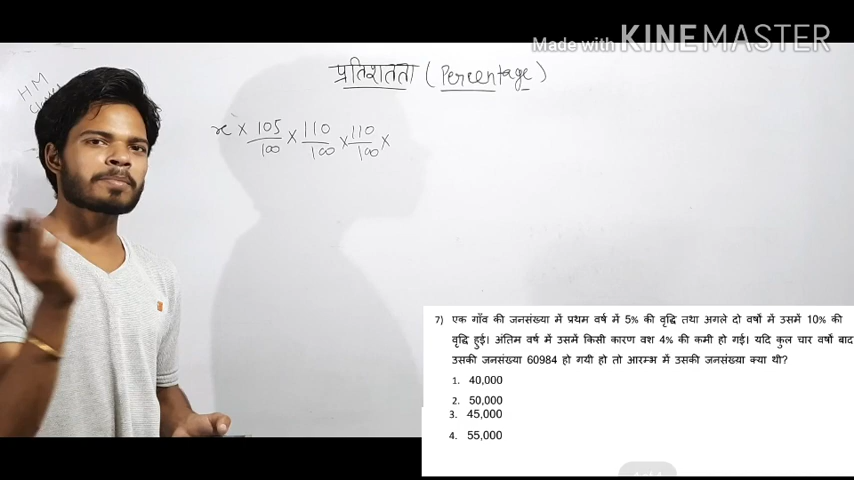 Made with KINEMASTER
प्रतिशतता (Percentage)
H.M
x × 105/100 × 110/100 × 110/100 ×
7) एक गाँव की जनसंख्या में प्रथम वर्ष में 5% की वृद्धि तथा अगले दो वर्षो में उसमें 10% की
वृद्धि हुई। अंतिम वर्ष में उसमें किसी कारण वश 4% की कमी हो गई। यदि कुल चार वर्षो बाद
उसकी जनसंख्या 60984 हो गयी हो तो आरम्भ में उसकी जनसंख्या क्या थी?
1. 40,000
2. 50,000
3. 45,000
4. 55,000